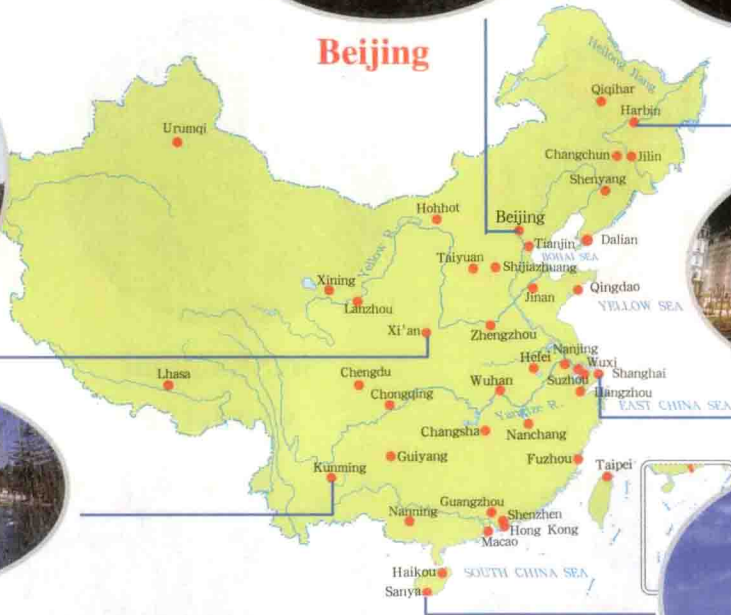 Beijing
Heilong Jiang
Qiqihar
Harbin
Urumqi
Changchun
Jilin
Shenyang
Hohhot
Beijing
Yellow R.
Tianjin
Dalian
BOHAI SEA
Taiyuan
Shijiazhuang
Xining
Jinan
Qingdao
Lanzhou
YELLOW SEA
Xi'an
Zhengzhou
Hefei
Nanjing
Wuxi
Lhasa
Chengdu
Wuhan
Suzhou
Shanghai
Chongqing
Hangzhou
Yangtze R.
EAST CHINA SEA
Changsha
Nanchang
Guiyang
Fuzhou
Taipei
Kunming
Nanning
Guangzhou
Shenzhen
Hong Kong
Macao
Haikou
SOUTH CHINA SEA
Sanya